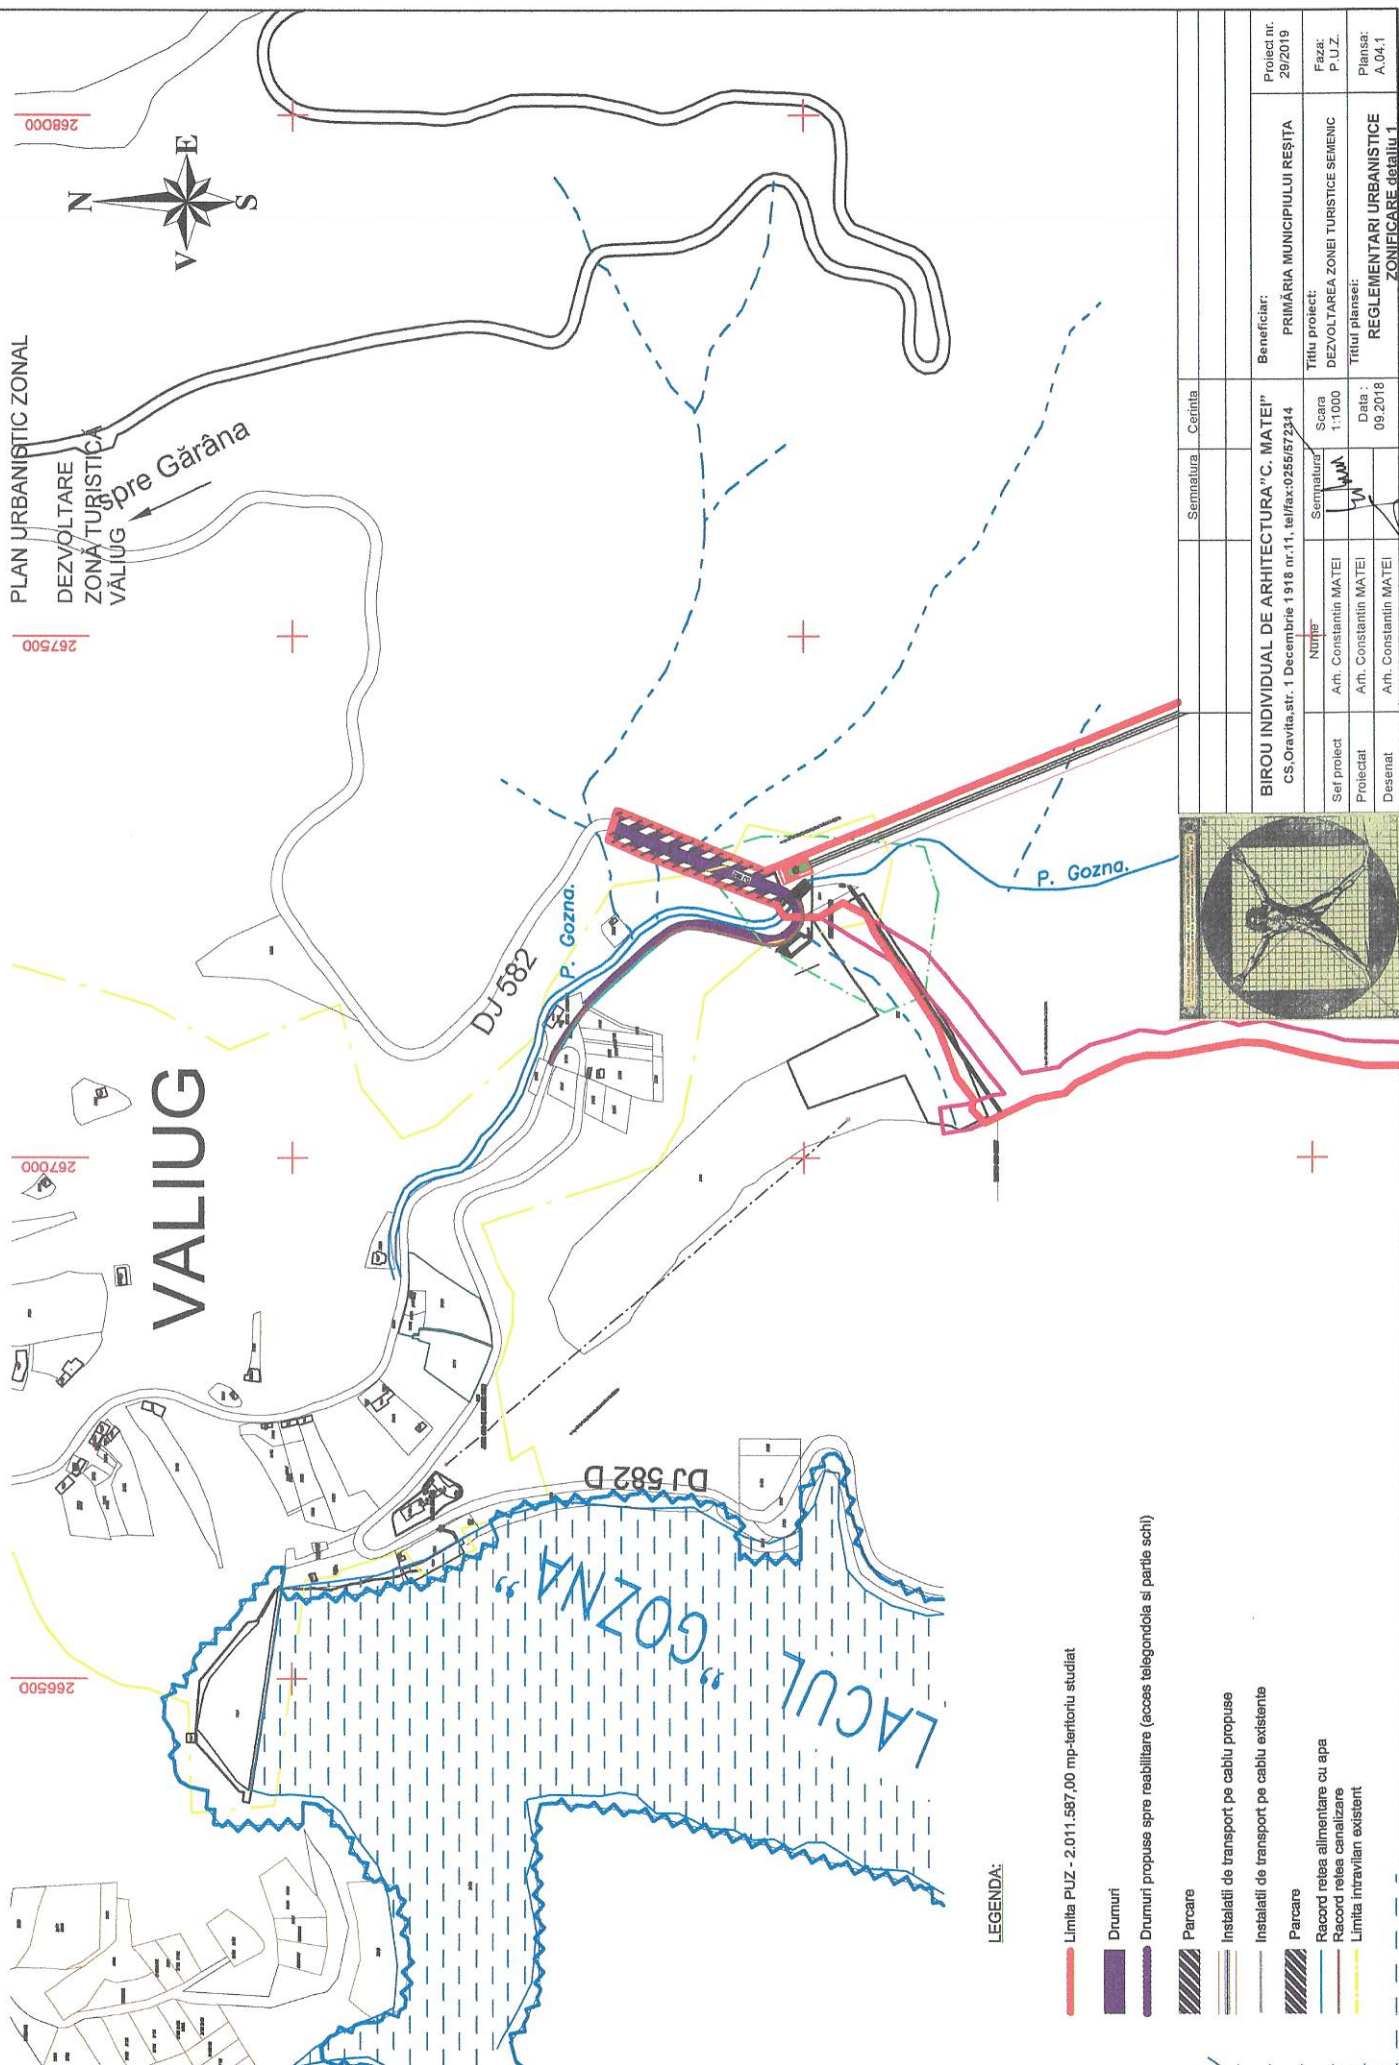 PLAN URBANISTIC ZONAL
DEZVOLTARE
ZONĂ TURISTICĂ
VĂLIUG
spre Gărâna
N
E
S
V
268000
267500
267000
266500
VALIUG
DJ 582
P. Gozna.
P. Gozna.
DJ 582 D
LACUL
„GOZNA”
LEGENDA:
Limita PUZ - 2.011.587,00 mp-teritoriu studiat
Drumuri
Drumuri propuse spre reabilitare (acces telegondola si partie schi)
Parcare
Instalatii de transport pe cablu propuse
Instalatii de transport pe cablu existente
Parcare
Racord retea alimentare cu apa
Racord retea canalizare
Limita intravilan existent
Semnatura
Cerinta
BIROU INDIVIDUAL DE ARHITECTURA"C. MATEI"
CS,Oravita,str. 1 Decembrie 1918 nr.11, tel/fax:0255/572314
Nume
Semnatura
Sef proiect
Arh. Constantin MATEI
Proiectat
Arh. Constantin MATEI
Desenat
Arh. Constantin MATEI
Scara
1:1000
Data :
09.2018
Beneficiar:
PRIMĂRIA MUNICIPIULUI REȘIȚA
Titlu proiect:
DEZVOLTAREA ZONEI TURISTICE SEMENIC
Titlul plansei:
REGLEMENTARI URBANISTICE
ZONIFICARE detaliu 1
Proiect nr.
29/2019
Faza:
P.U.Z.
Plansa:
A.04.1